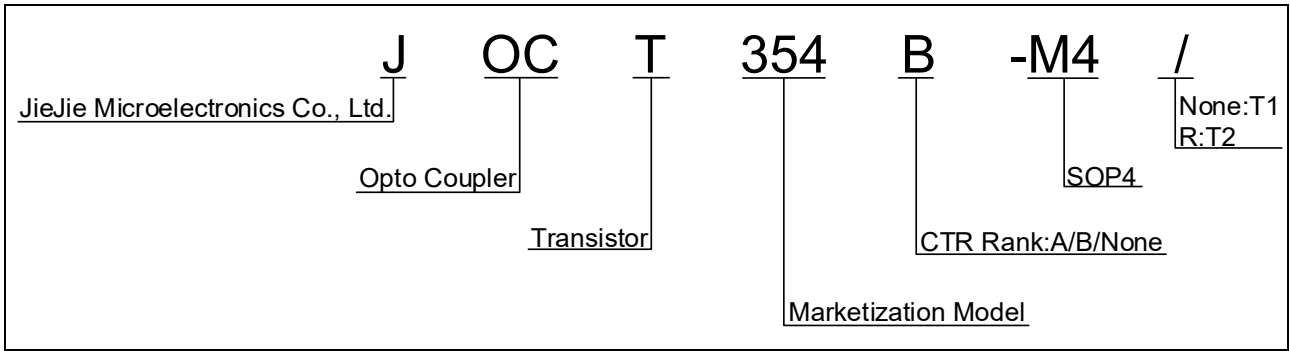 J OC T 354 B -M4 /
JieJie Microelectronics Co., Ltd.
None:T1
R:T2
Opto Coupler
SOP4
Transistor
CTR Rank:A/B/None
Marketization Model